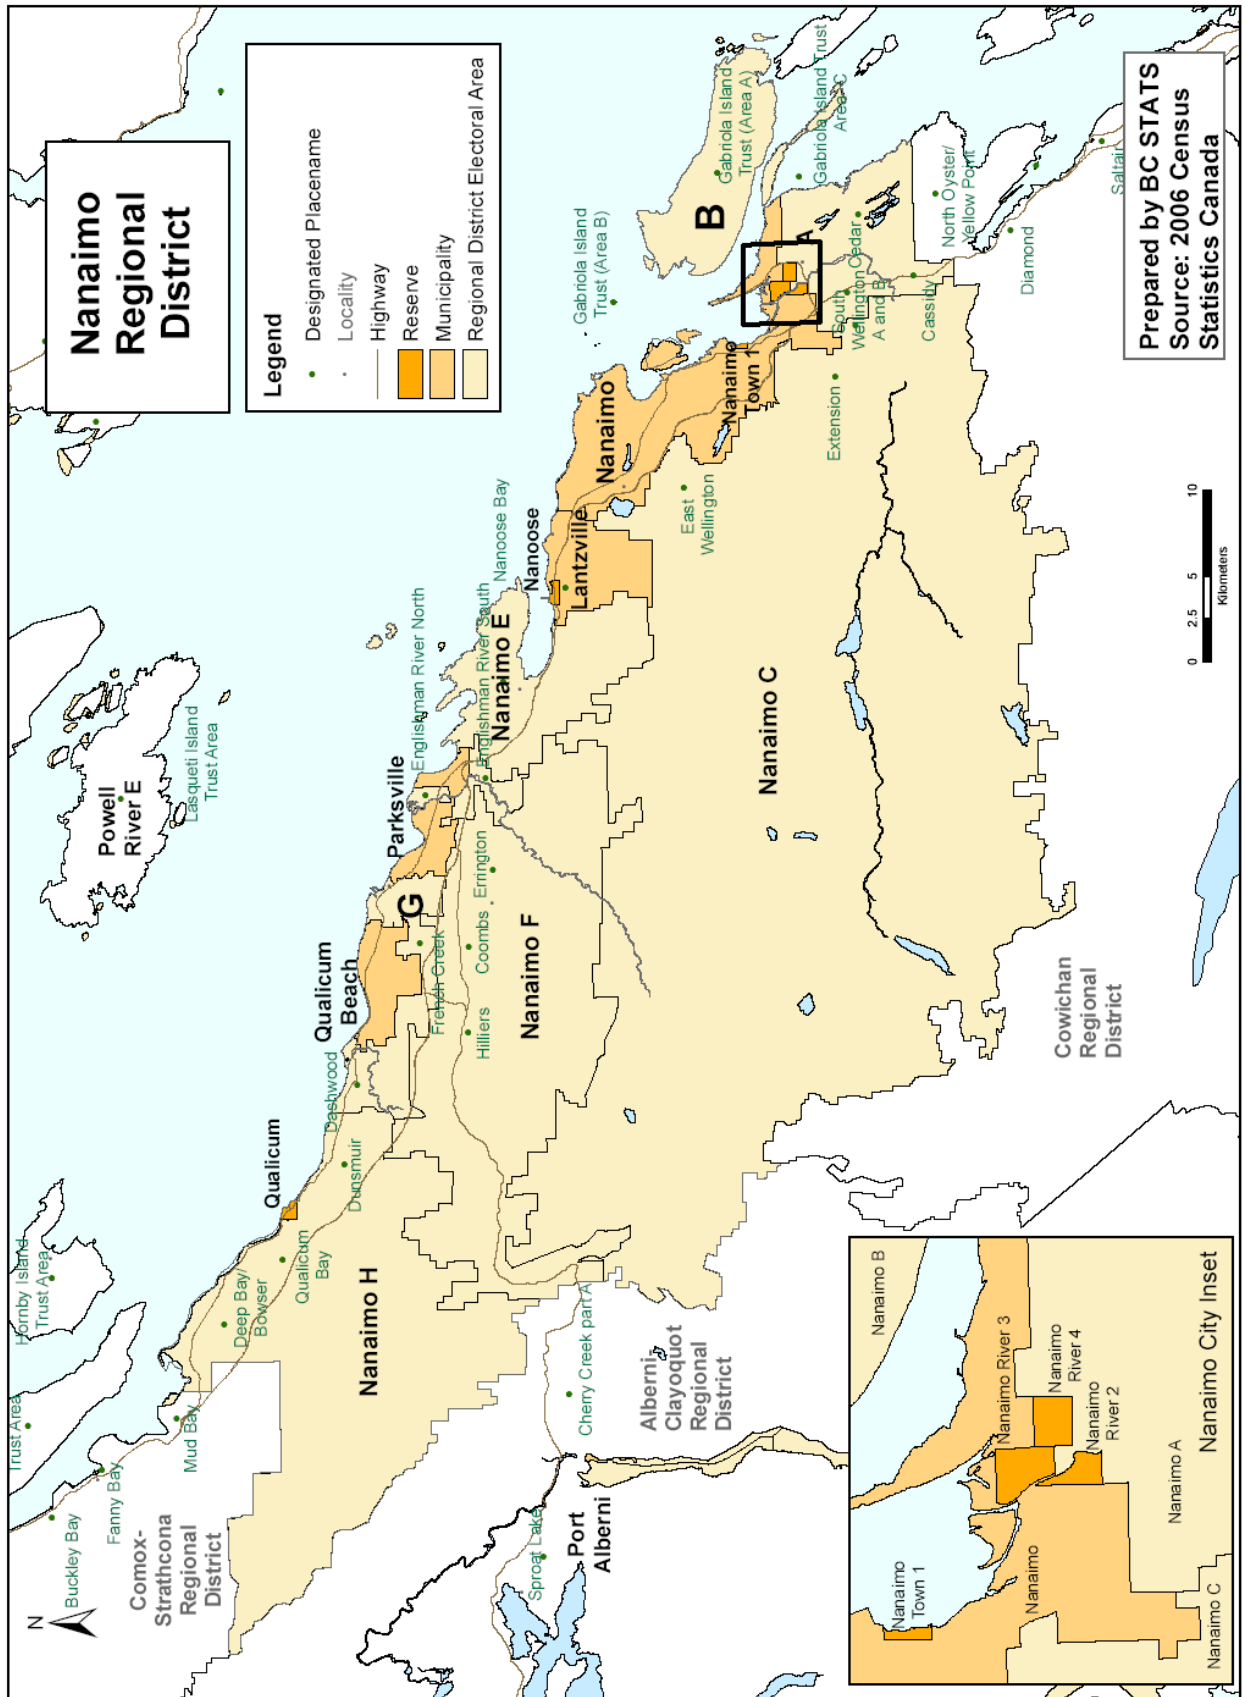 Nanaimo
Regional
District
Legend
Designated Placename
Locality
Highway
Reserve
Municipality
Regional District Electoral Area
N
Buckley Bay
Fanny Bay
Trust Area
Hornby Island
Trust Area
Mud Bay
Comox-
Strathcona
Regional
District
Deep Bay/
Bowser
Qualicum
Bay
Qualicum
Dunsmuir
Dashwood
Nanaimo H
Qualicum
Beach
French Creek
G
Parksville
Hilliers
Coombs
Errington
Nanaimo F
Powell
River E
Lasqueti Island
Trust Area
Englishman River North
Englishman River South
Nanaimo E
Nanoose Bay
Nanoose
Lantzville
Nanaimo
East
Wellington
Nanaimo
Town 1
Gabriola Island
Trust (Area B)
B
Gabriola Island
Trust (Area A)
Gabriola Island Trust
Area C
A
Cedar
South
Wellington
A and B
Extension
Cassidy
North Oyster/
Yellow Point
Diamond
Saltair
Nanaimo C
Sproat Lake
Port
Alberni
Cherry Creek part A
Alberni-
Clayoquot
Regional
District
Cowichan
Regional
District
0 2.5 5 10
Kilometers
Prepared by BC STATS
Source: 2006 Census
Statistics Canada
Nanaimo B
Nanaimo River 3
Nanaimo
River 4
Nanaimo
River 2
Nanaimo
Town 1
Nanaimo
Nanaimo A
Nanaimo C
Nanaimo City Inset